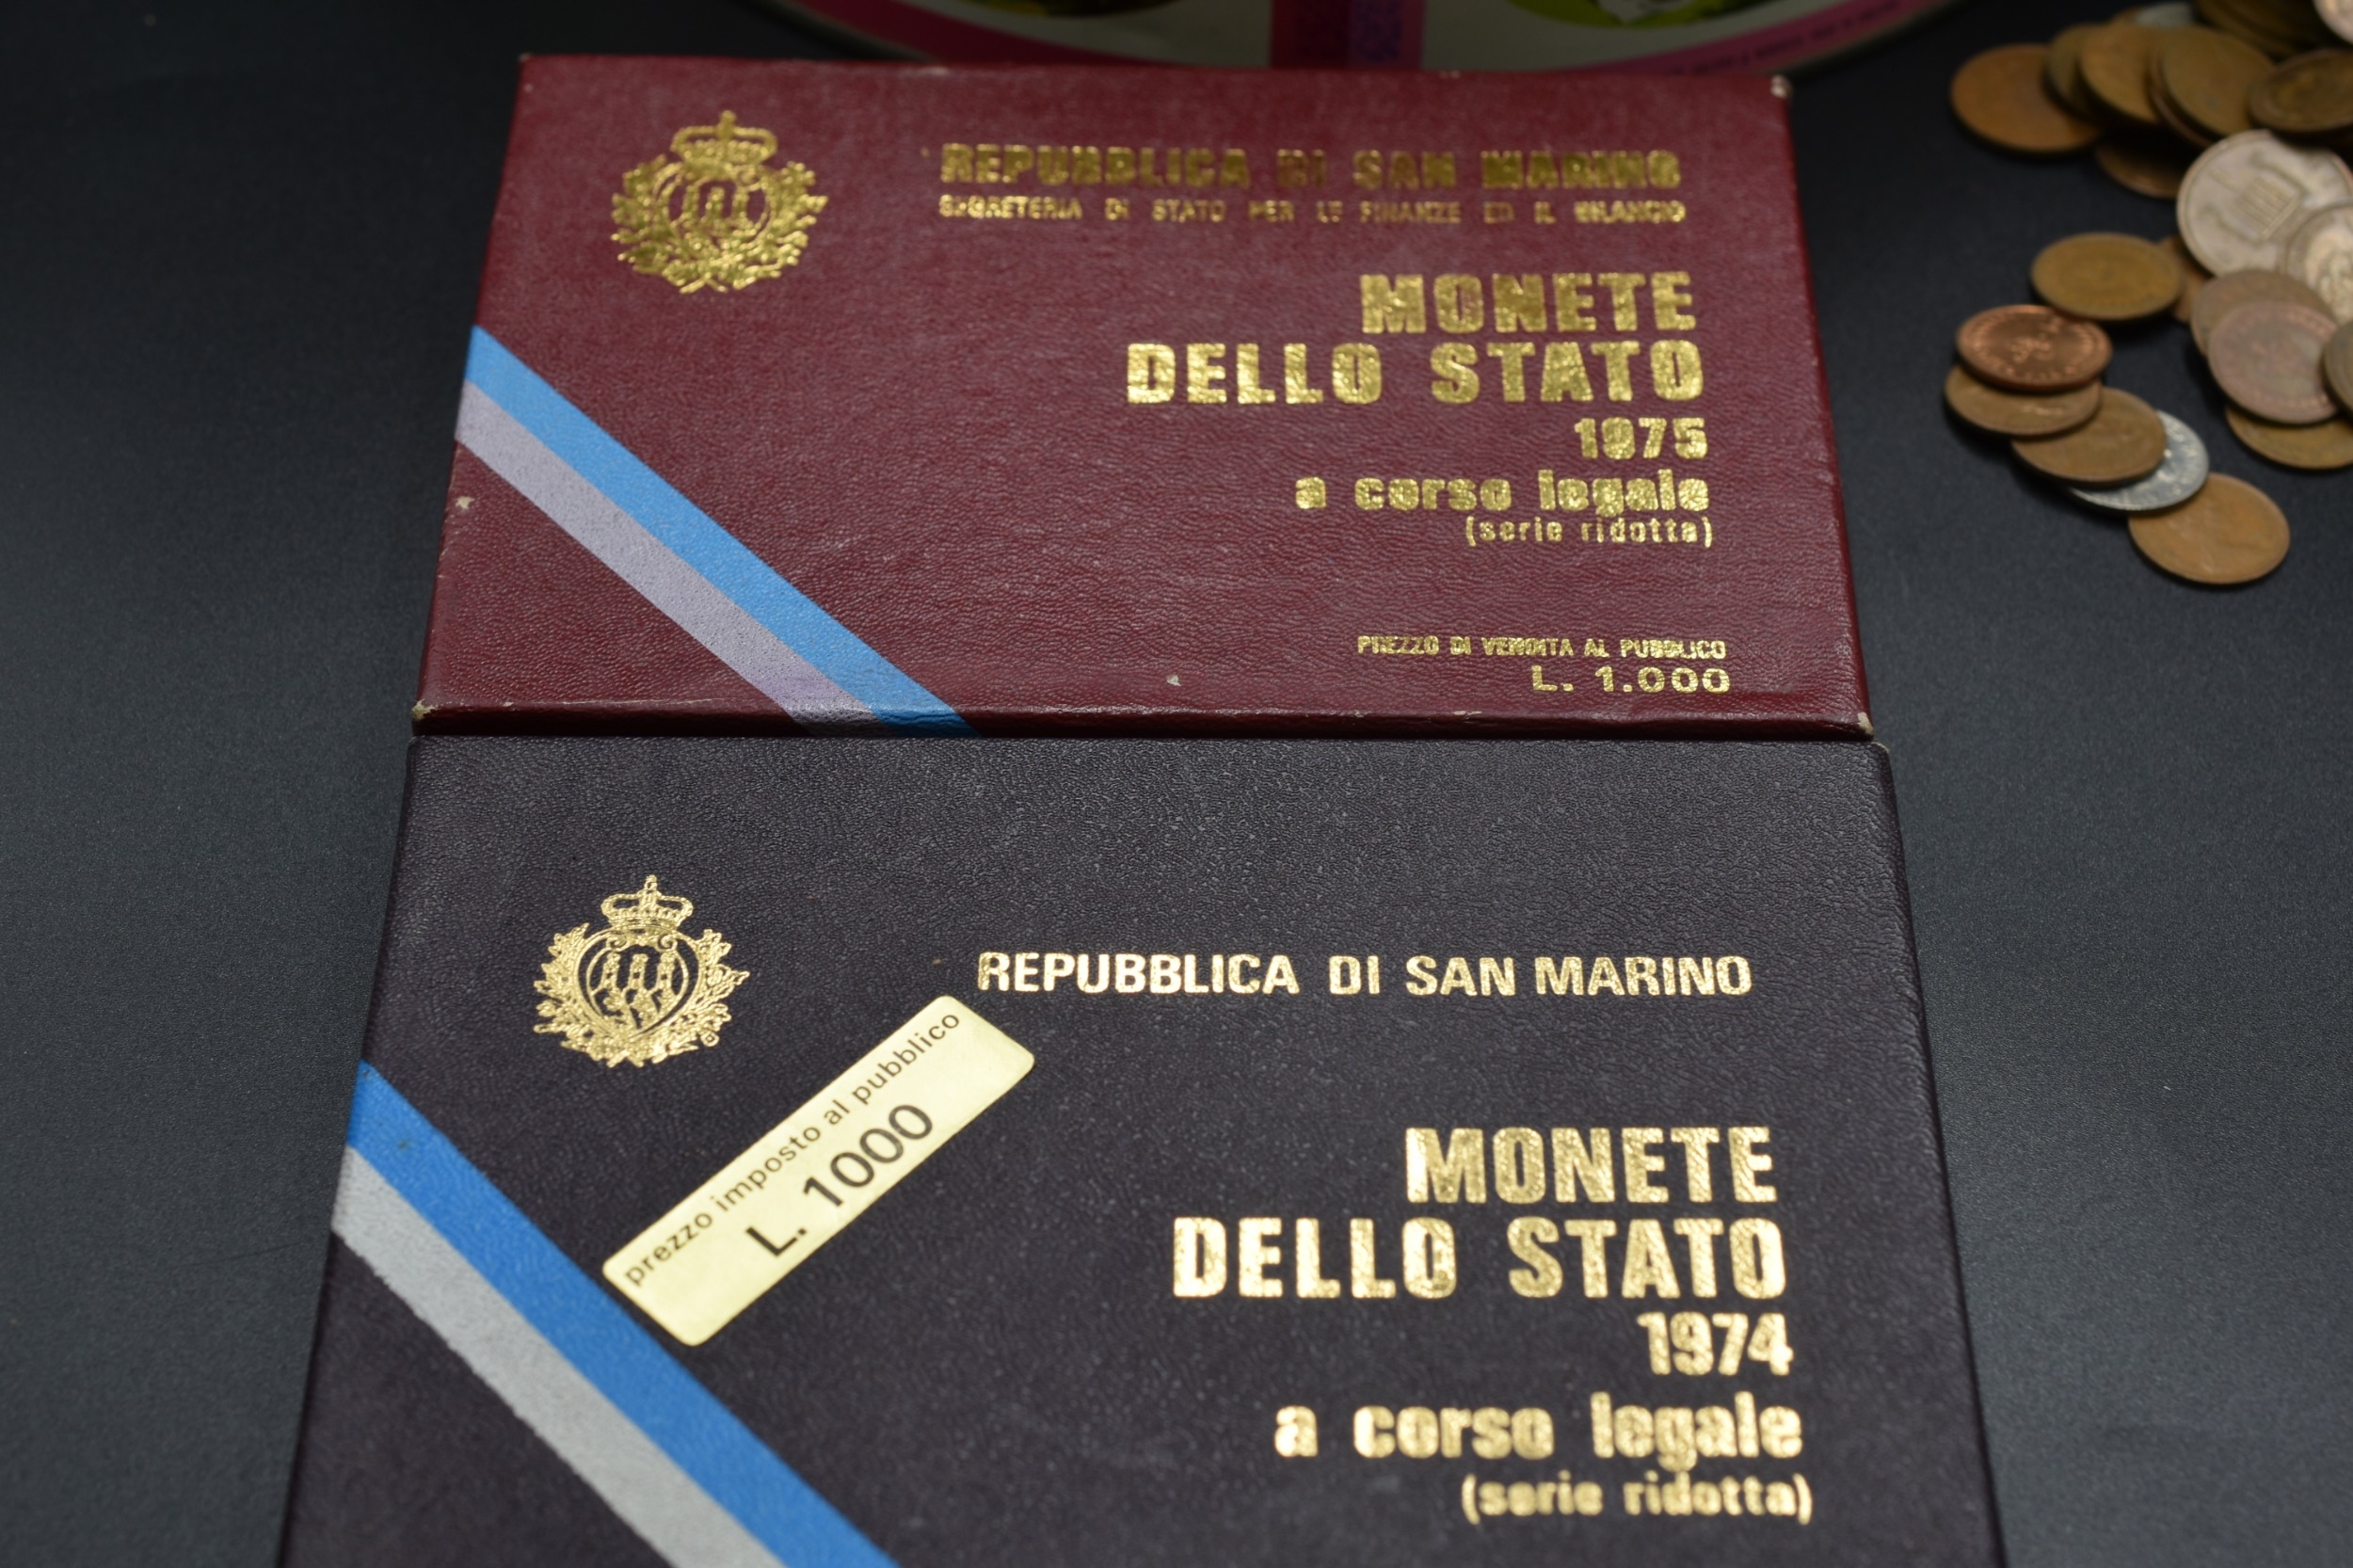 REPUBBLICA DI SAN MARINO
SEGRETERIA DI STATO PER LE FINANZE ED IL BILANCIO
MONETE
DELLO STATO
1975
a corso legale
(serie ridotta)
PREZZO DI VENDITA AL PUBBLICO
L. 1.000
REPUBBLICA DI SAN MARINO
prezzo imposto al pubblico
L. 1000
MONETE
DELLO STATO
1974
a corso legale
(serie ridotta)